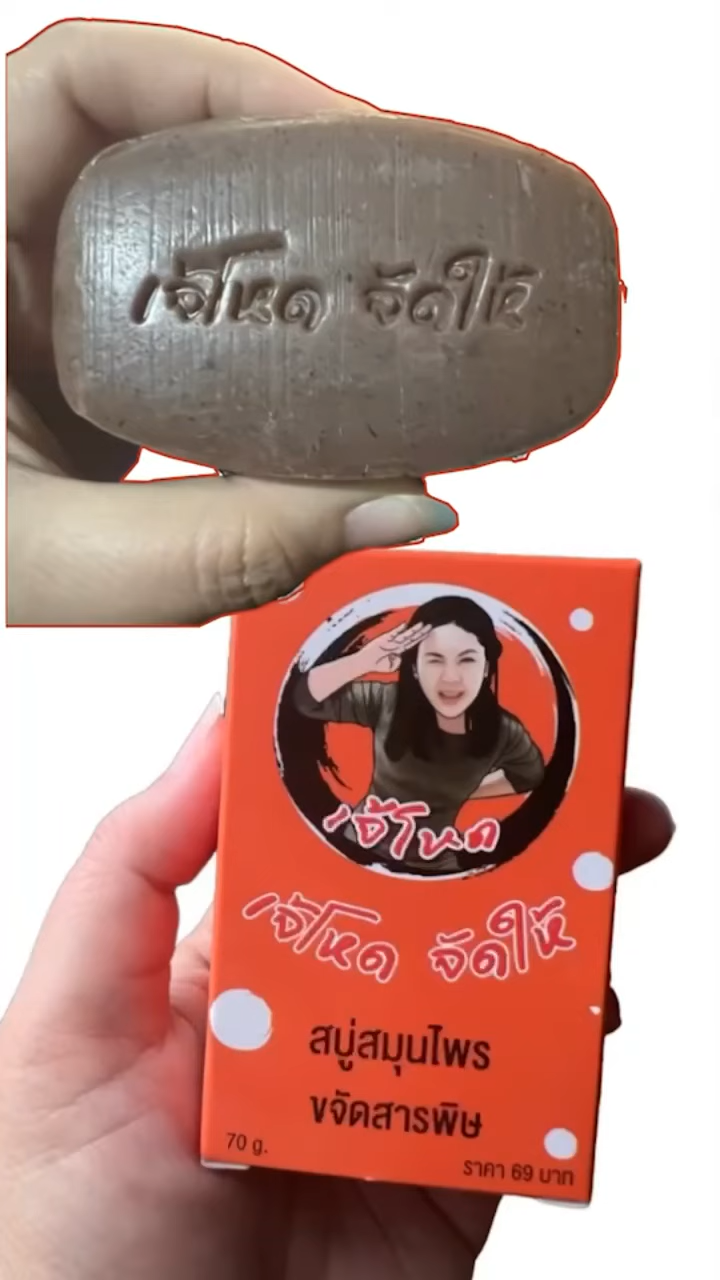 เจ๊โหด จัดให้
เจ๊โหด
เจ๊โหด จัดให้
สบู่สมุนไพร
ขจัดสารพิษ
70 g.
ราคา 69 บาท